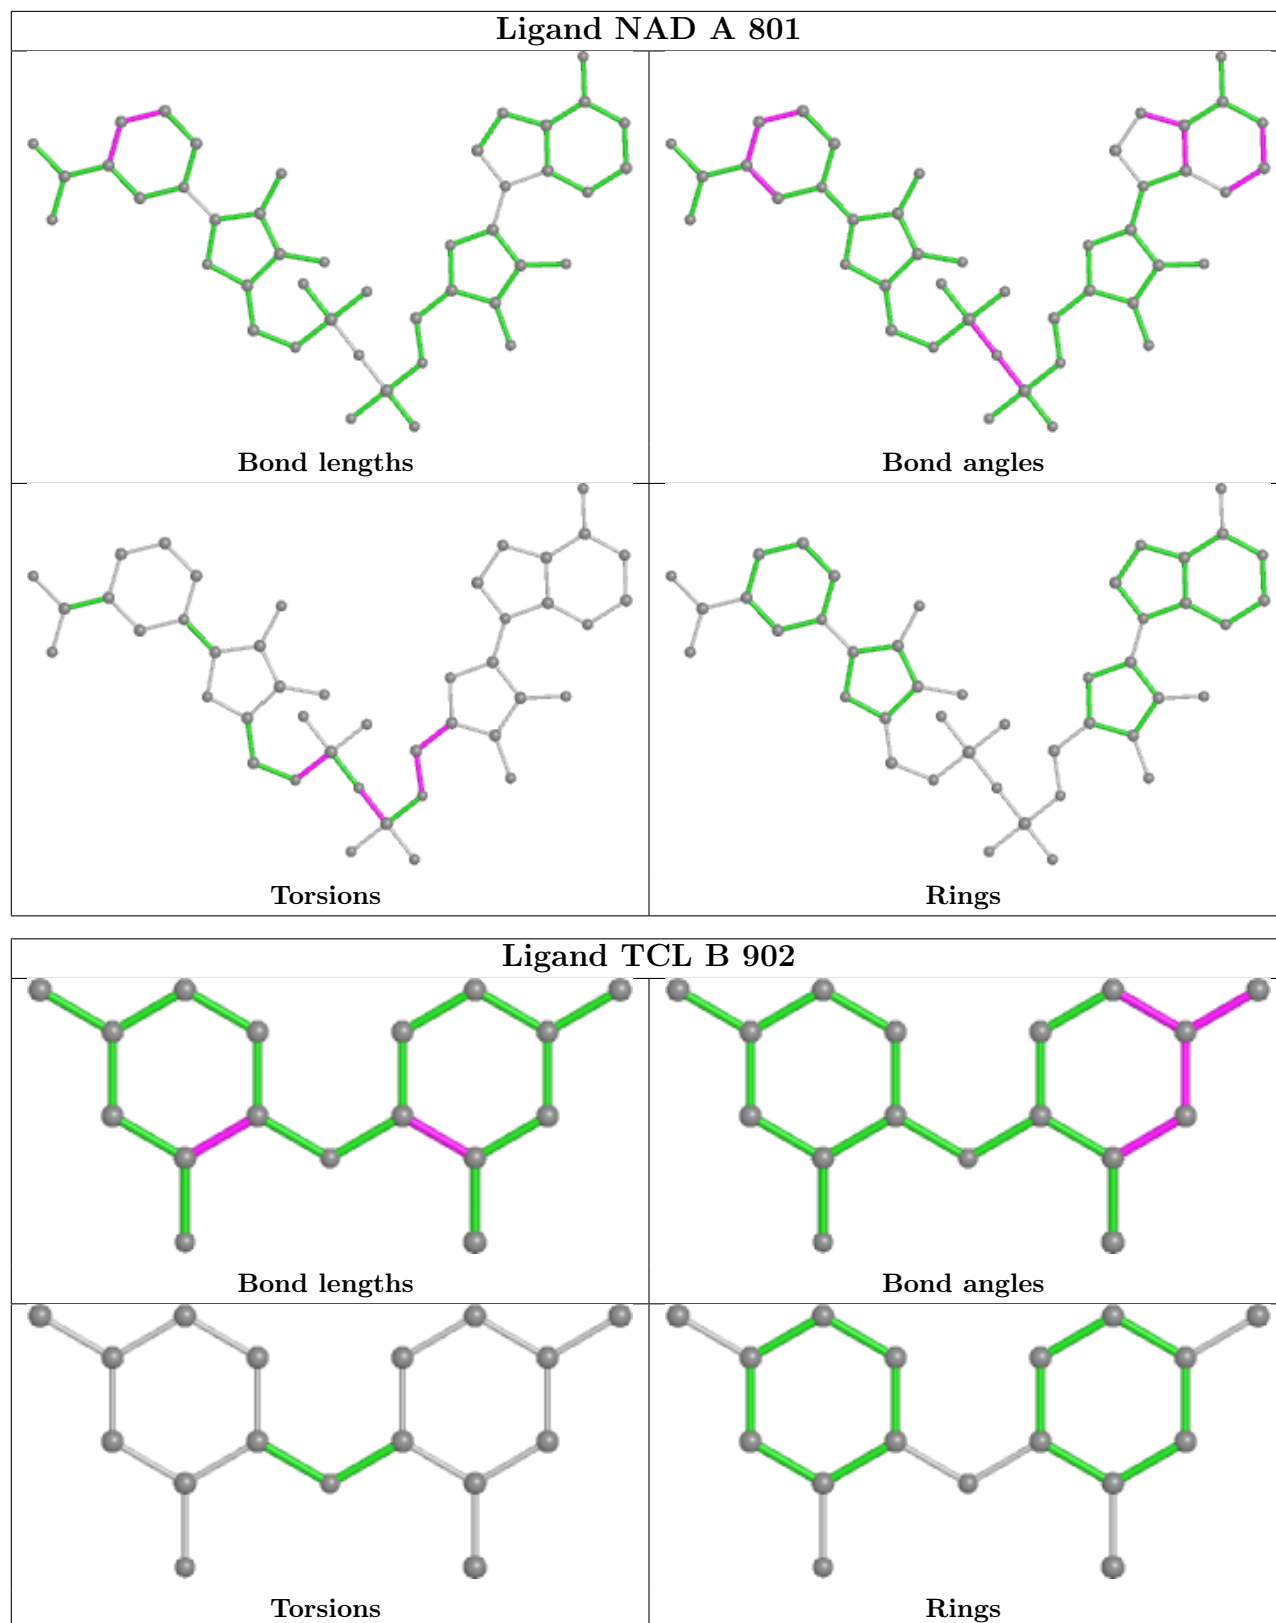 Ligand NAD A 801
Bond lengths
Bond angles
Torsions
Rings
Ligand TCL B 902
Bond lengths
Bond angles
Torsions
Rings